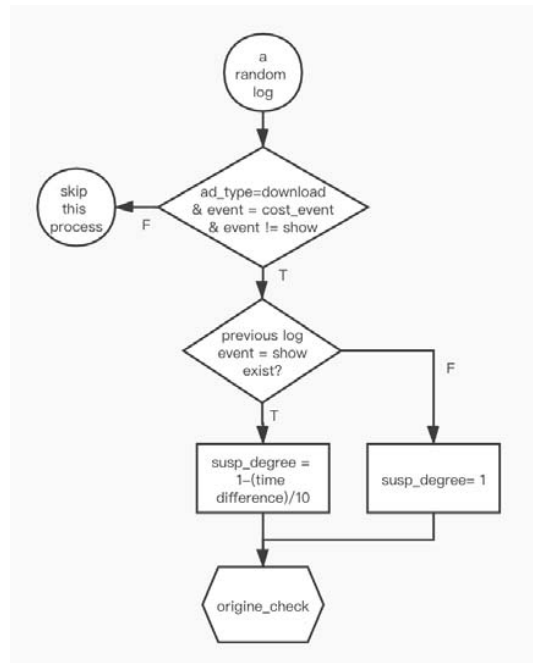 a
random
log
ad_type=download
& event = cost_event
& event != show
skip
this
process
F
T
previous log
event = show
exist?
F
T
susp_degree =
1-(time
difference)/10
susp_degree= 1
origine_check